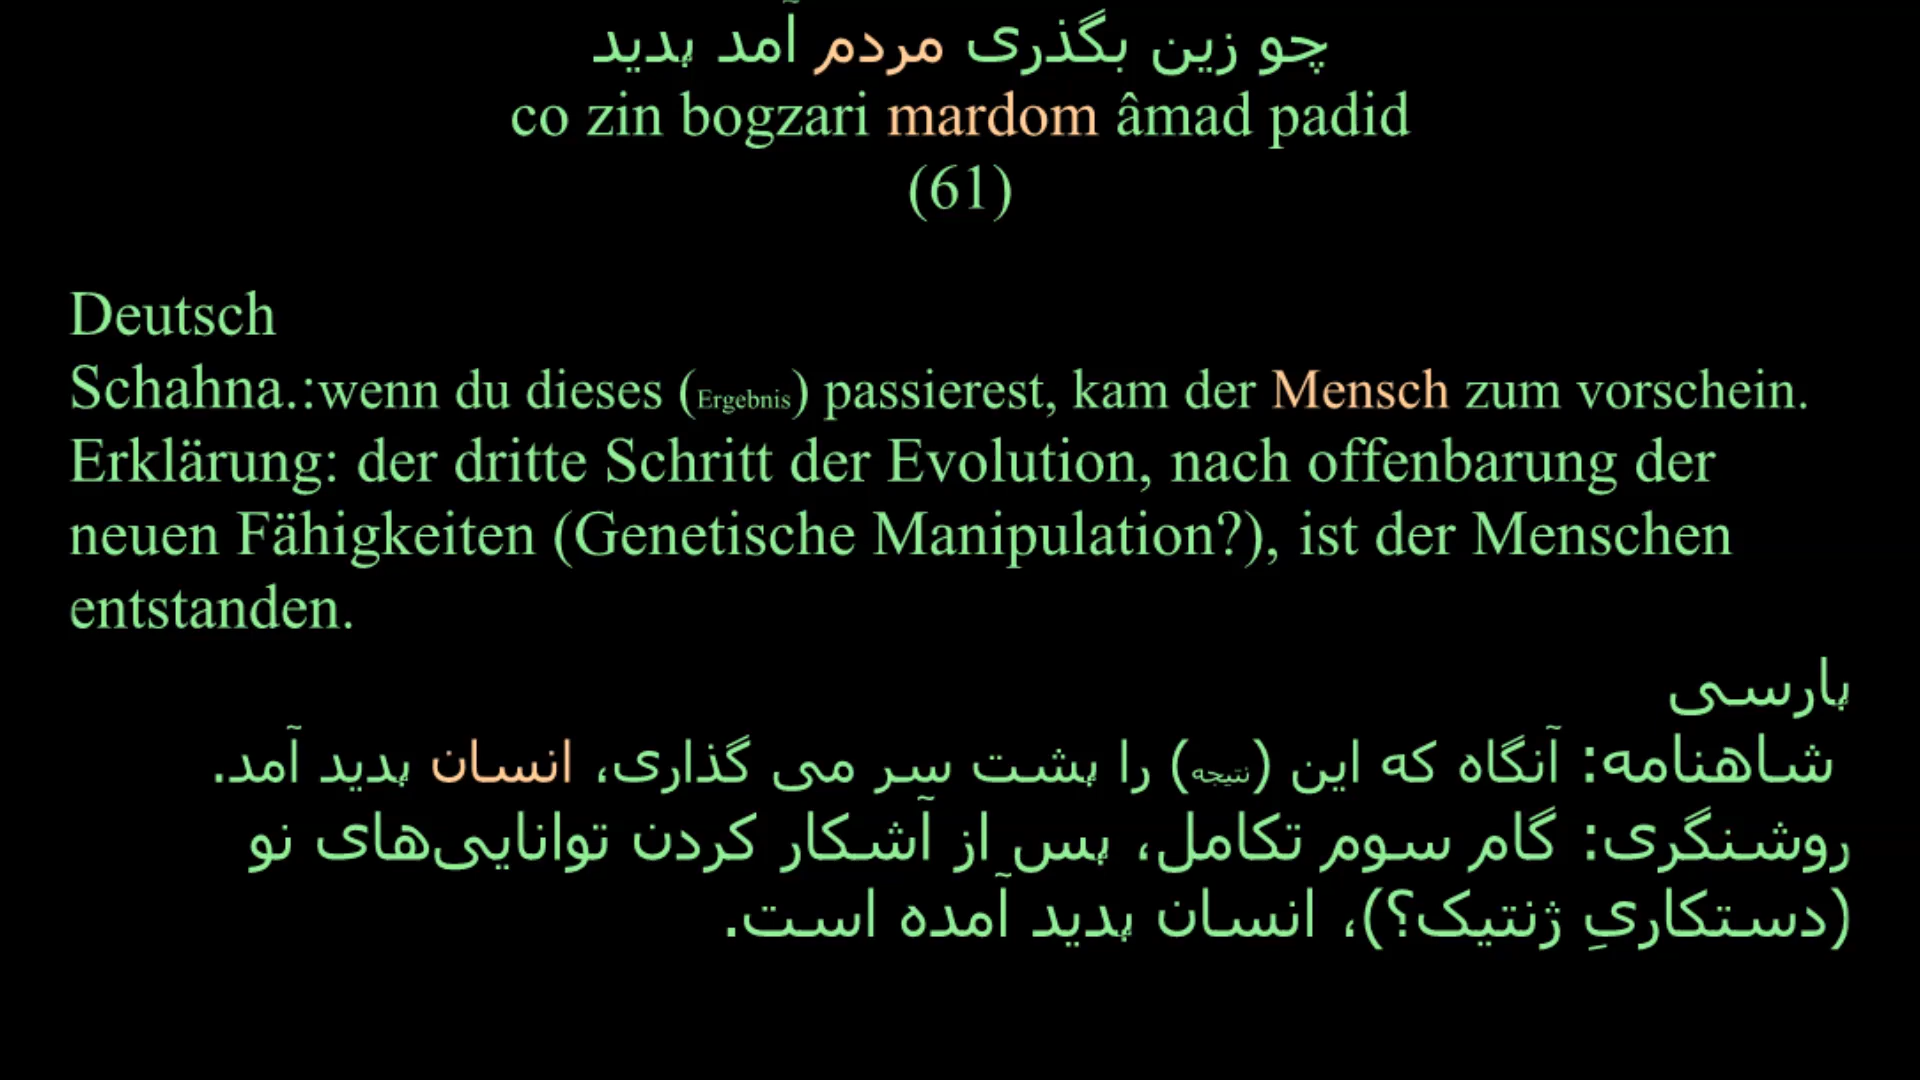 چو زین بگذری مردم آمد پدید
co zin bogzari mardom âmad padid
(61)
Deutsch
Schahna.:wenn du dieses (Ergebnis) passierest, kam der Mensch zum vorschein.
Erklärung: der dritte Schritt der Evolution, nach offenbarung der
neuen Fähigkeiten (Genetische Manipulation?), ist der Menschen
entstanden.
پارسی
شاهنامه: آنگاه که این (نتیجه) را پشت سر می گذاری، انسان پدید آمد.
روشنگری: گام سوم تکامل، پس از آشکار کردن توانایی‌های نو
(دستکاریِ ژنتیک؟)، انسان پدید آمده است.